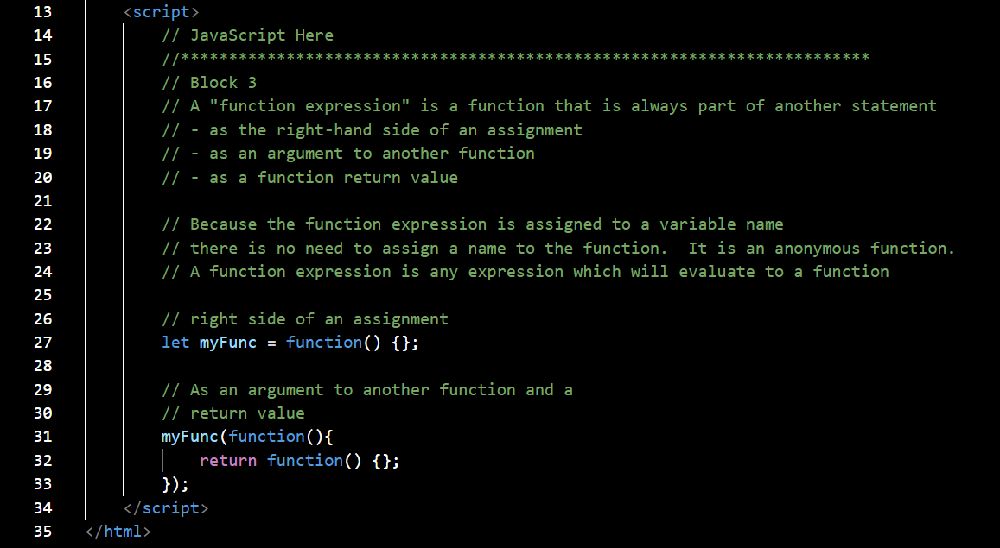 13 <script>
14 // JavaScript Here
15 //************************************************************************
16 // Block 3
17 // A "function expression" is a function that is always part of another statement
18 // - as the right-hand side of an assignment
19 // - as an argument to another function
20 // - as a function return value
21
22 // Because the function expression is assigned to a variable name
23 // there is no need to assign a name to the function.  It is an anonymous function.
24 // A function expression is any expression which will evaluate to a function
25
26 // right side of an assignment
27 let myFunc = function() {};
28
29 // As an argument to another function and a
30 // return value
31 myFunc(function(){
32 return function() {};
33 });
34 </script>
35 </html>